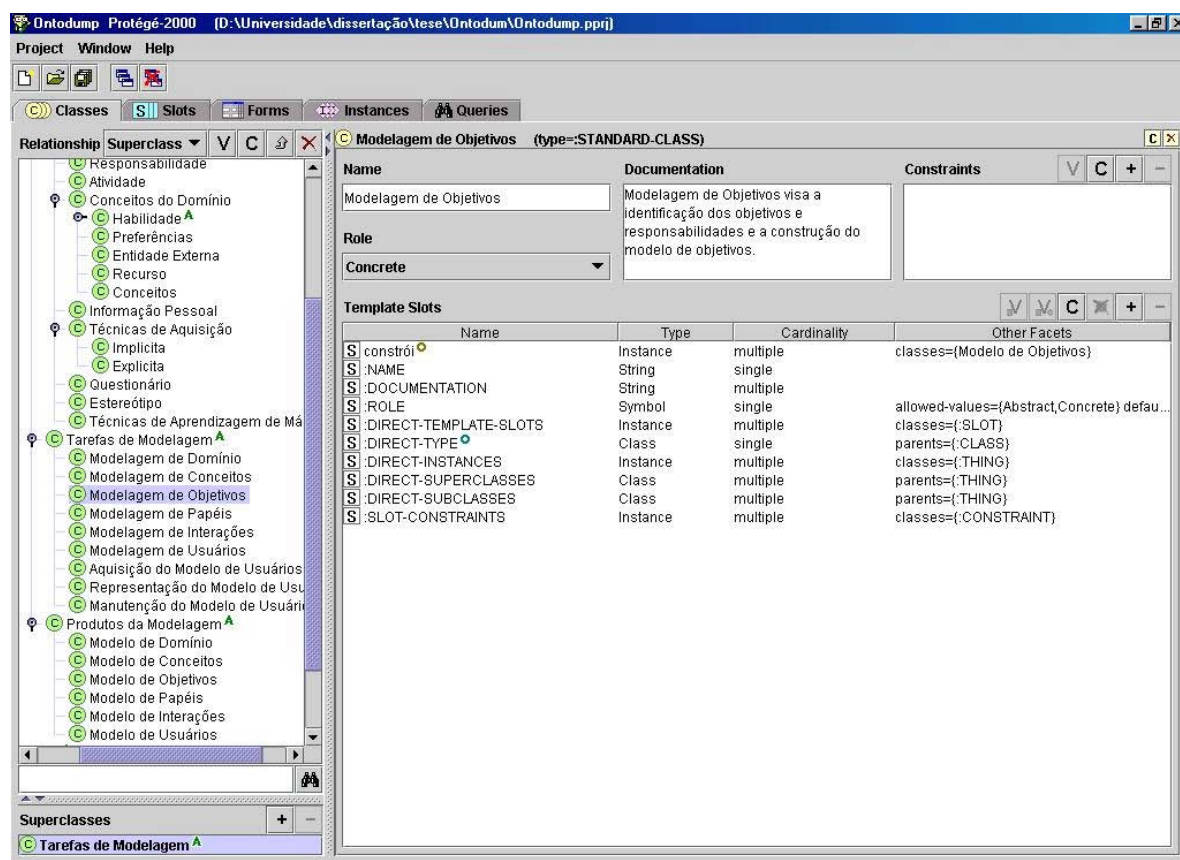 Ontodump Protégé-2000 (D:\Universidade\dissertação\tese\Ontodum\Ontodump.pprj)
Project Window Help
Classes S Slots Forms Instances Queries
Relationship Superclass V C
Responsabilidade
Atividade
Conceitos do Domínio
Habilidade A
Preferências
Entidade Externa
Recurso
Conceitos
Informação Pessoal
Técnicas de Aquisição
Implicita
Explicita
Questionário
Estereótipo
Técnicas de Aprendizagem de Má
Tarefas de Modelagem A
Modelagem de Domínio
Modelagem de Conceitos
Modelagem de Objetivos
Modelagem de Papéis
Modelagem de Interações
Modelagem de Usuários
Aquisição do Modelo de Usuários
Representação do Modelo de Usu
Manutenção do Modelo de Usuári
Produtos da Modelagem A
Modelo de Domínio
Modelo de Conceitos
Modelo de Objetivos
Modelo de Papéis
Modelo de Interações
Modelo de Usuários
Superclasses + -
C Tarefas de Modelagem A
C Modelagem de Objetivos (type=:STANDARD-CLASS) C X
Name
Modelagem de Objetivos
Role
Concrete
Documentation
Modelagem de Objetivos visa a
identificação dos objetivos e
responsabilidades e a construção do
modelo de objetivos.
Constraints V C + -
Template Slots V V C + -
Name Type Cardinality Other Facets
S constrói Instance multiple classes={Modelo de Objetivos}
S :NAME String single
S :DOCUMENTATION String multiple
S :ROLE Symbol single allowed-values={Abstract,Concrete} defau...
S :DIRECT-TEMPLATE-SLOTS Instance multiple classes={:SLOT}
S :DIRECT-TYPE Class single parents={:CLASS}
S :DIRECT-INSTANCES Instance multiple classes={:THING}
S :DIRECT-SUPERCLASSES Class multiple parents={:THING}
S :DIRECT-SUBCLASSES Class multiple parents={:THING}
S :SLOT-CONSTRAINTS Instance multiple classes={:CONSTRAINT}